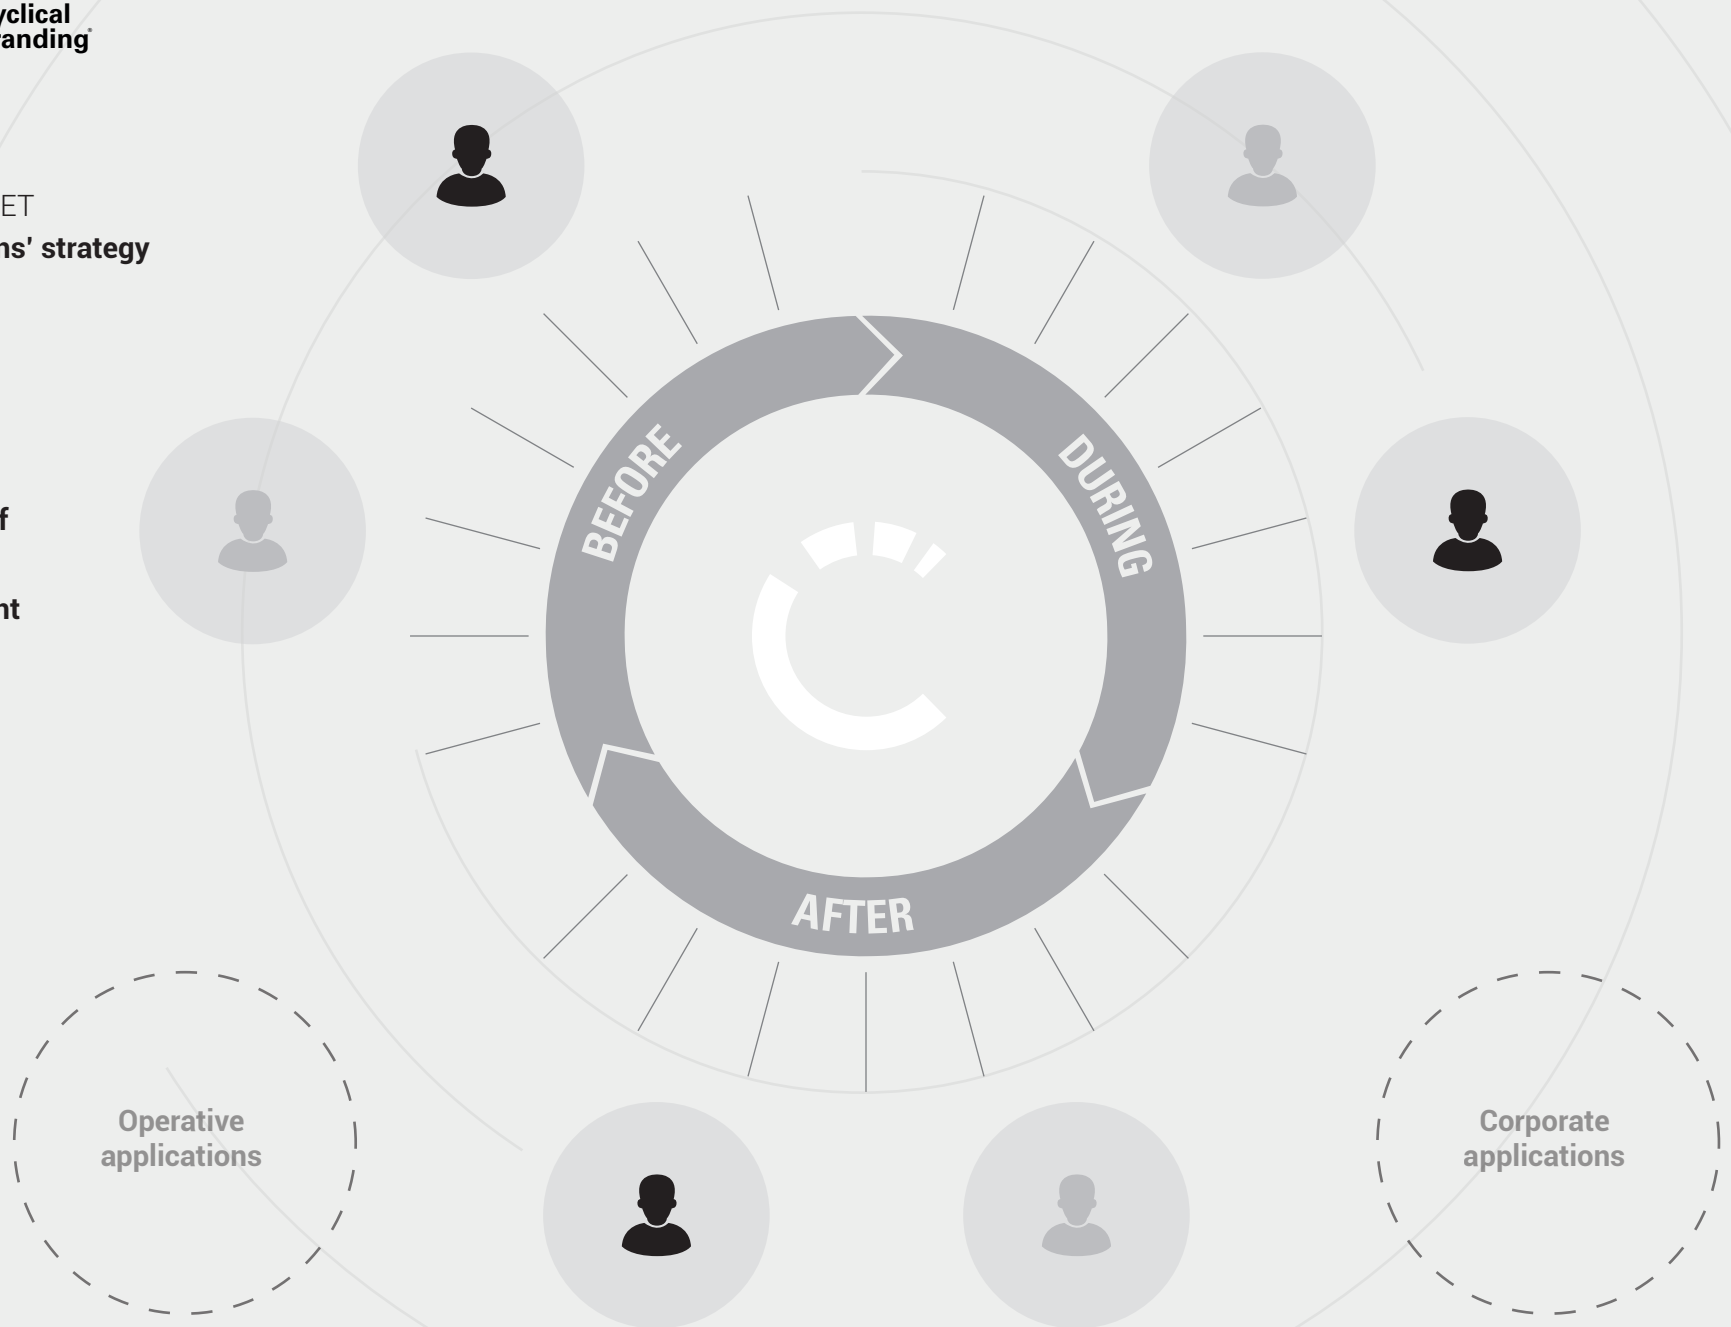 yclical
randing
ET
ns' strategy
BEFORE
DURING
f
nt
AFTER
Operative
applications
Corporate
applications